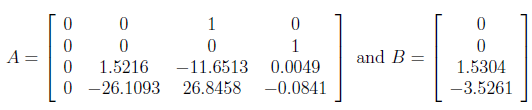 A = [ 0 0 1 0
0 0 0 1
0 1.5216 −11.6513 0.0049
0 −26.1093 26.8458 −0.0841 ] and B = [ 0
0
1.5304
−3.5261 ]